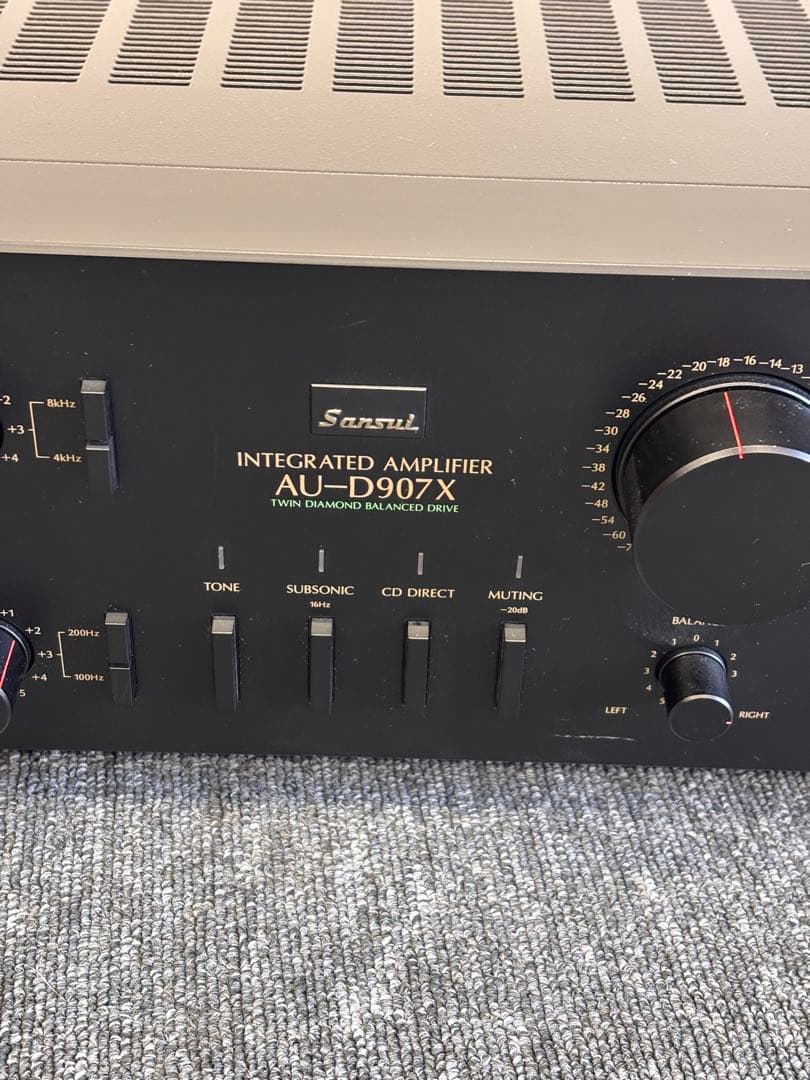 -22 -20 -18 -16 -14 -13
-24
-26
-28
-30
-34
-38
-42
-48
-54
-60
8kHz
+3
+4
4kHz
Sansui
INTEGRATED AMPLIFIER
AU-D907X
TWIN DIAMOND BALANCED DRIVE
TONE
SUBSONIC
16Hz
CD DIRECT
MUTING
-20dB
+1
+2
+3
+4
5
200Hz
100Hz
1 0 1
2 2
3 3
4
5
LEFT
RIGHT